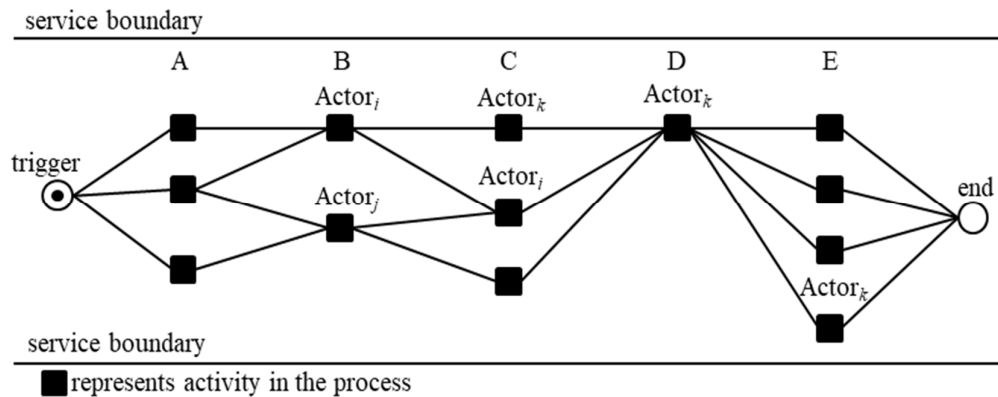 service boundary
A B C D E
Actori Actork Actork
trigger Actori end
Actorj
Actork
service boundary
represents activity in the process